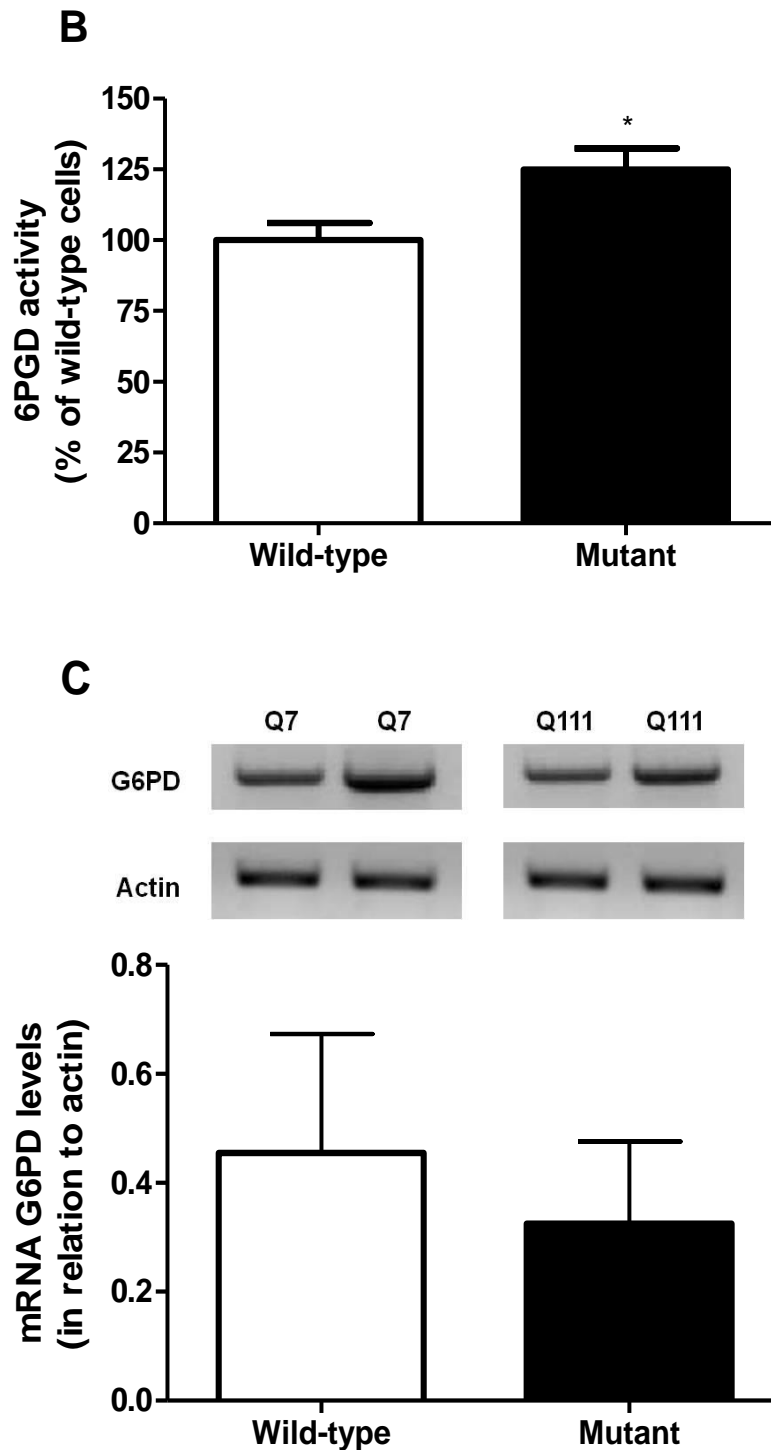 B
6PGD activity
(% of wild-type cells)
150
125
100
75
50
25
0
*
Wild-type Mutant
C
Q7 Q7 Q111 Q111
G6PD
Actin
mRNA G6PD levels
(in relation to actin)
0.8
0.6
0.4
0.2
0.0
Wild-type Mutant